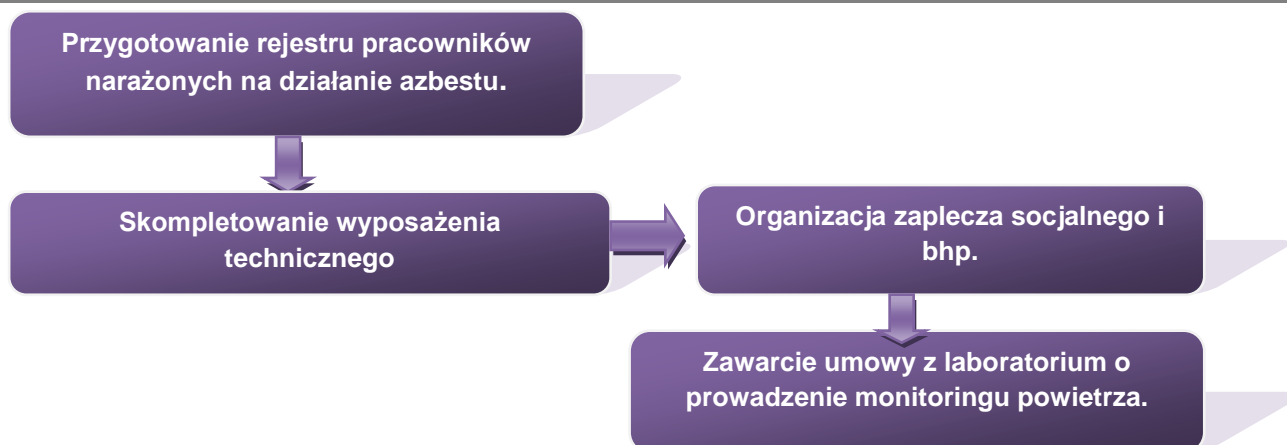 Przygotowanie rejestru pracowników
narażonych na działanie azbestu.
Skompletowanie wyposażenia
technicznego
Organizacja zaplecza socjalnego i
bhp.
Zawarcie umowy z laboratorium o
prowadzenie monitoringu powietrza.